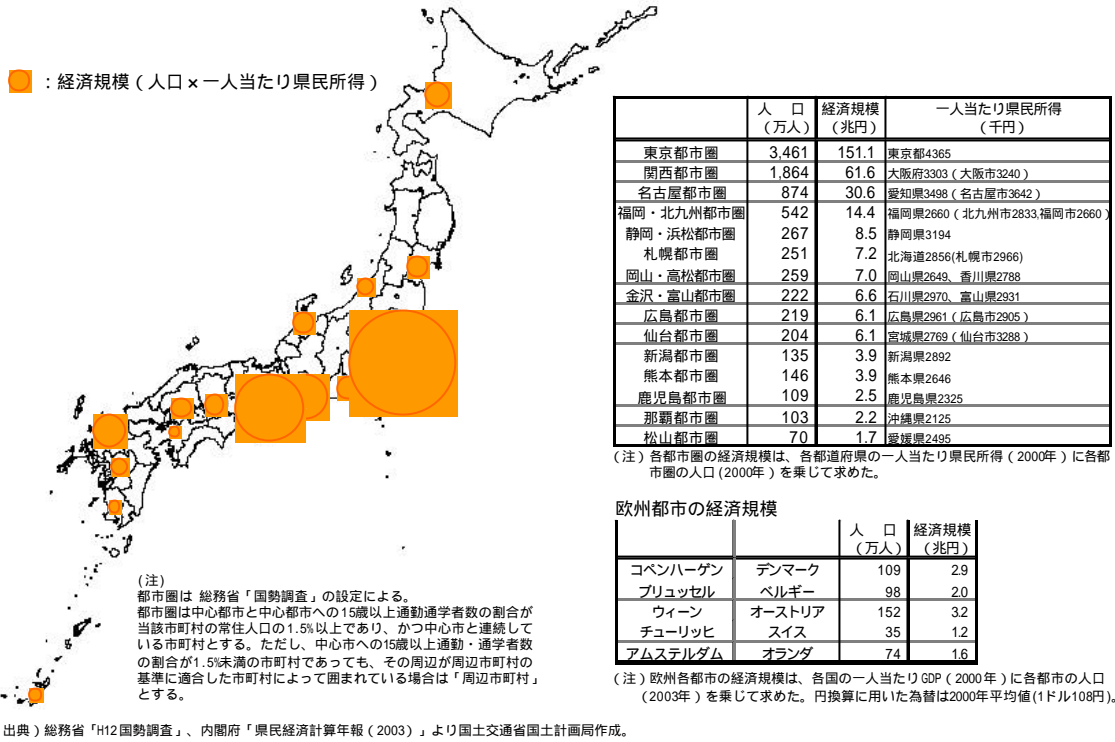 ：経済規模（人口×一人当たり県民所得）
人　口 経済規模 一人当たり県民所得
（万人） （兆円） （千円）
東京都市圏 3,461 151.1 東京都4365
関西都市圏 1,864 61.6 大阪府3303（大阪市3240）
名古屋都市圏 874 30.6 愛知県3498（名古屋市3642）
福岡・北九州都市圏 542 14.4 福岡県2660（北九州市2833,福岡市2660）
静岡・浜松都市圏 267 8.5 静岡県3194
札幌都市圏 251 7.2 北海道2856(札幌市2966)
岡山・高松都市圏 259 7.0 岡山県2649、香川県2788
金沢・富山都市圏 222 6.6 石川県2970、富山県2931
広島都市圏 219 6.1 広島県2961（広島市2905）
仙台都市圏 204 6.1 宮城県2769（仙台市3288）
新潟都市圏 135 3.9 新潟県2892
熊本都市圏 146 3.9 熊本県2646
鹿児島都市圏 109 2.5 鹿児島県2325
那覇都市圏 103 2.2 沖縄県2125
松山都市圏 70 1.7 愛媛県2495
（注）各都市圏の経済規模は、各都道府県の一人当たり県民所得（2000年）に各都
市圏の人口(2000年）を乗じて求めた。
欧州都市の経済規模
人　口 経済規模
（万人） （兆円）
コペンハーゲン デンマーク 109 2.9
ブリュッセル ベルギー 98 2.0
ウィーン オーストリア 152 3.2
チューリッヒ スイス 35 1.2
アムステルダム オランダ 74 1.6
（注）欧州各都市の経済規模は、各国の一人当たりGDP（2000年）に各都市の人口
（2003年）を乗じて求めた。円換算に用いた為替は2000年平均値(1ドル108円)。
（注）
都市圏は 総務省「国勢調査」の設定による。
都市圏は中心都市と中心都市への15歳以上通勤通学者数の割合が
当該市町村の常住人口の1.5%以上であり、かつ中心市と連続して
いる市町村とする。ただし、中心市への15歳以上通勤・通学者数
の割合が1.5%未満の市町村であっても、その周辺が周辺市町村の
基準に適合した市町村によって囲まれている場合は「周辺市町村」
とする。
出典）総務省「H12国勢調査」、内閣府「県民経済計算年報（2003）」より国土交通省国土計画局作成。